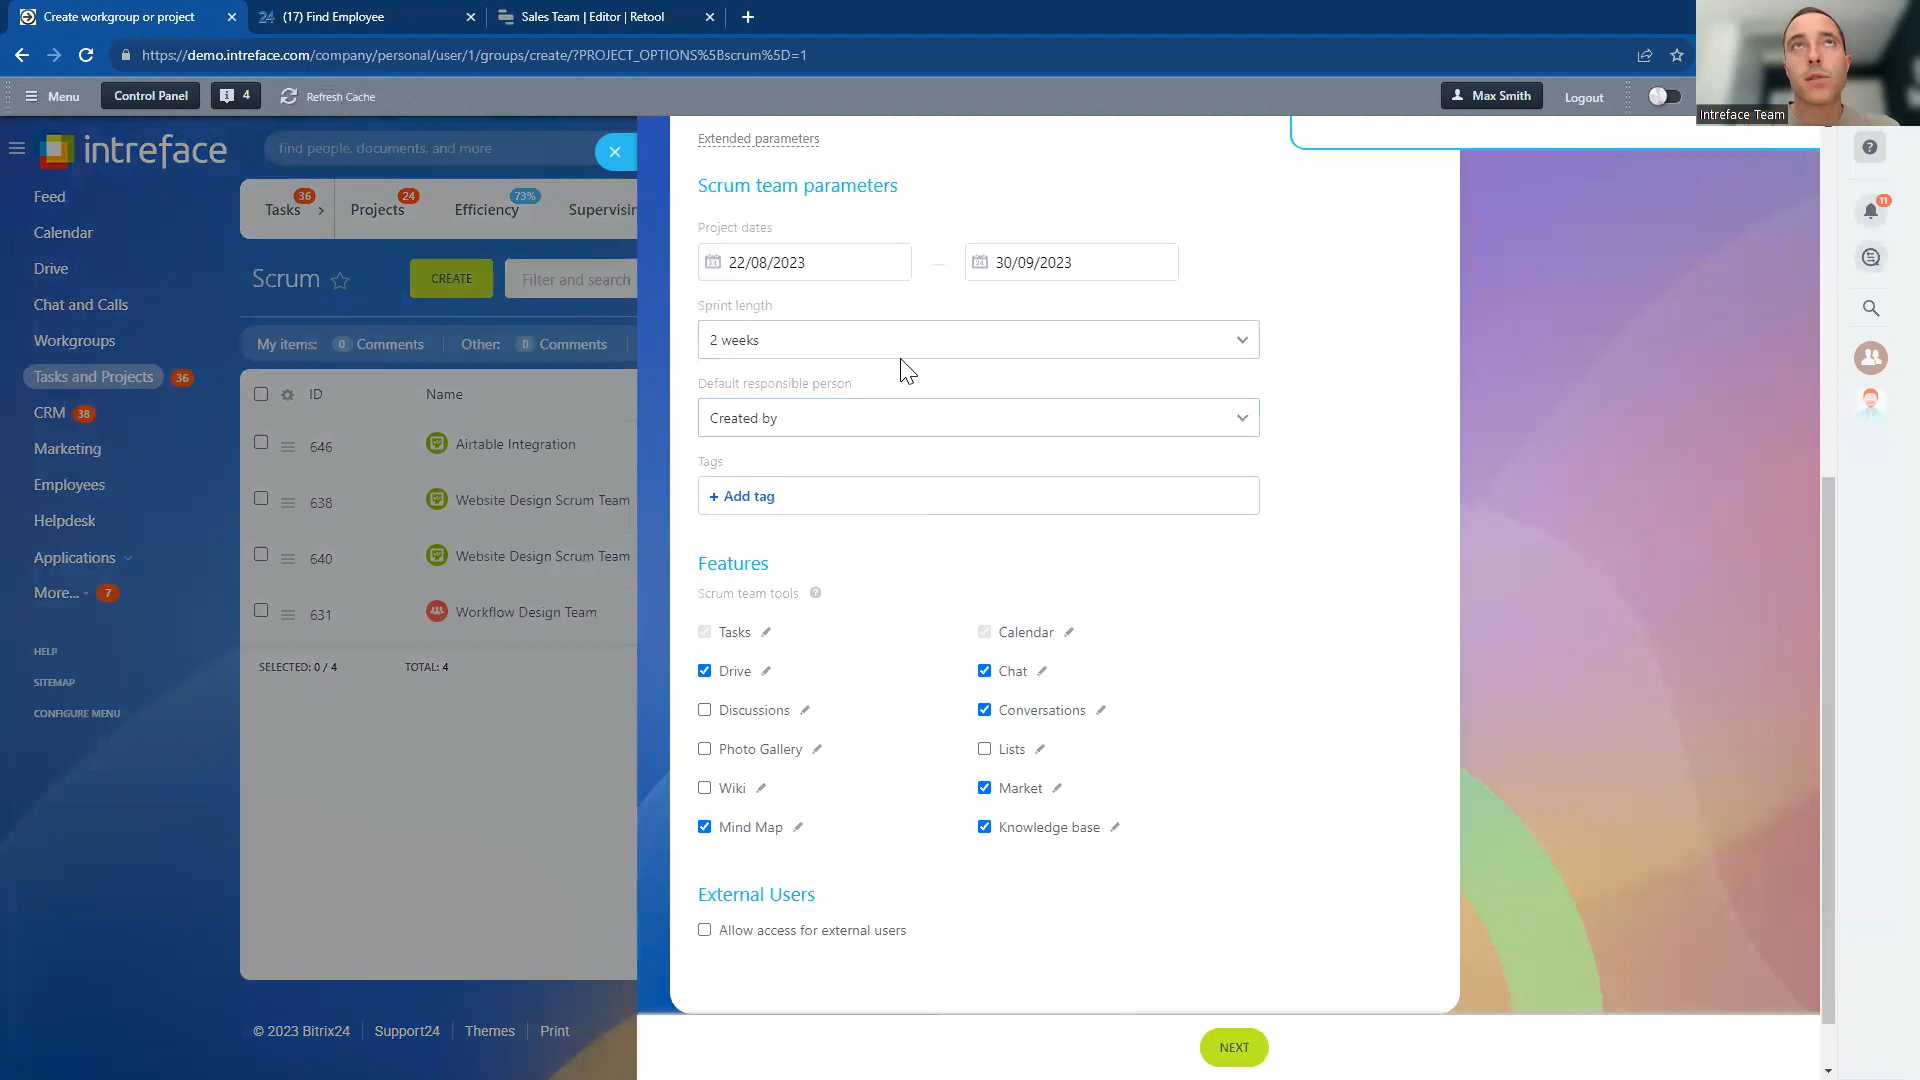 Create workgroup or project
24 (17) Find Employee
Sales Team | Editor | Retool
https://demo.intreface.com/company/personal/user/1/groups/create/?PROJECT_OPTIONS%5Bscrum%5D=1
Menu
Control Panel
4
Refresh Cache
Max Smith
Logout
Intreface Team
intreface
find people, documents, and more
Feed
Calendar
Drive
Chat and Calls
Workgroups
Tasks and Projects 36
CRM 38
Marketing
Employees
Helpdesk
Applications
More... 7
HELP
SITEMAP
CONFIGURE MENU
Tasks 36
Projects 24
Efficiency 73%
Supervisin
Scrum
CREATE
Filter and search
My items: 0 Comments
Other: 0 Comments
ID Name
646 Airtable Integration
638 Website Design Scrum Team
640 Website Design Scrum Team
631 Workflow Design Team
SELECTED: 0 / 4 TOTAL: 4
© 2023 Bitrix24 Support24 Themes Print
Extended parameters
Scrum team parameters
Project dates
22/08/2023 — 30/09/2023
Sprint length
2 weeks
Default responsible person
Created by
Tags
+ Add tag
Features
Scrum team tools ?
Tasks Calendar
Drive Chat
Discussions Conversations
Photo Gallery Lists
Wiki Market
Mind Map Knowledge base
External Users
Allow access for external users
NEXT
?
11